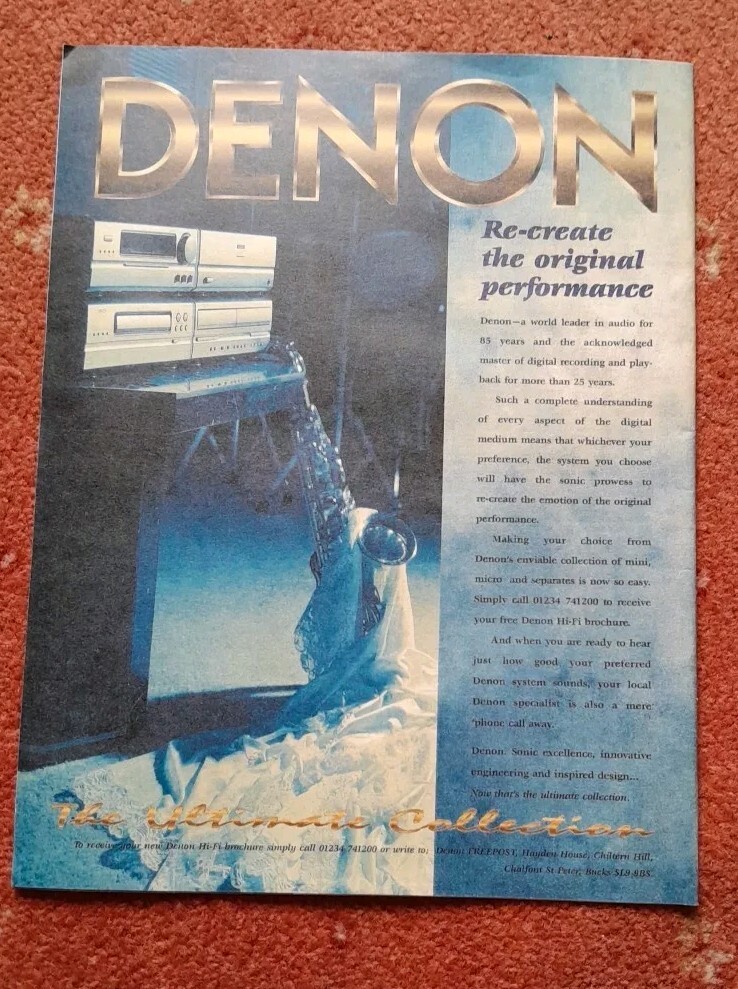 DENON
Re-create
the original
performance
Denon—a world leader in audio for
85 years and the acknowledged
master of digital recording and play-
back for more than 25 years.
Such a complete understanding
of every aspect of the digital
medium means that whichever your
preference, the system you choose
will have the sonic prowess to
re-create the emotion of the original
performance.
Making your choice from
Denon's enviable collection of mini,
micro and separates is now so easy.
Simply call 01234 741200 to receive
your free Denon Hi-Fi brochure.
And when you are ready to hear
just how good your preferred
Denon system sounds, your local
Denon specialist is also a mere
'phone call away.
Denon. Sonic excellence, innovative
engineering and inspired design...
Now that's the ultimate collection.
The Ultimate Collection
To receive your new Denon Hi-Fi brochure simply call 01234 741200 or write to: Denon FREEPOST, Hayden House, Chiltern Hill,
Chalfont St Peter, Bucks SL9 8BS